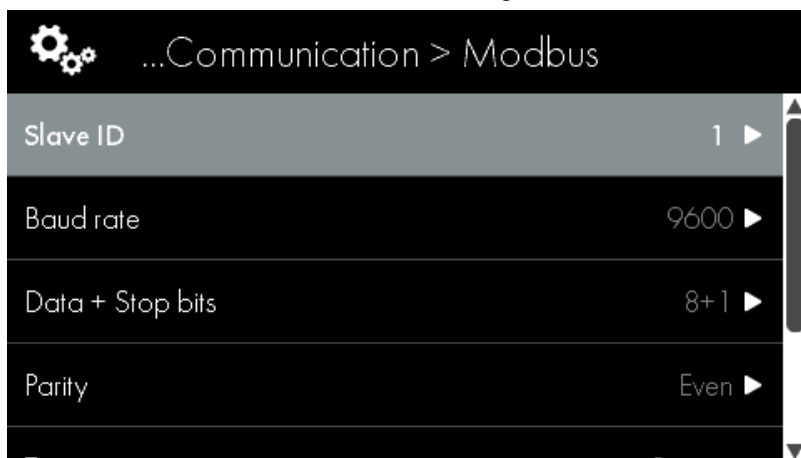 ...Communication > Modbus
Slave ID 1
Baud rate 9600
Data + Stop bits 8+1
Parity Even